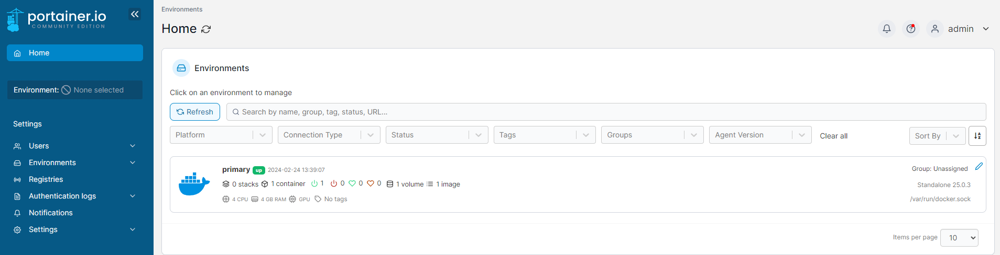 portainer.io
COMMUNITY EDITION
Home
Environment: None selected
Settings
Users
Environments
Registries
Authentication logs
Notifications
Settings
Environments
Home
admin
Environments
Click on an environment to manage
Refresh
Search by name, group, tag, status, URL...
Platform Connection Type Status Tags Groups Agent Version Clear all Sort By
primary up 2024-02-24 13:39:07 Group: Unassigned
0 stacks 1 container 1 0 0 0 1 volume 1 image Standalone 25.0.3
4 CPU 4 GB RAM GPU No tags /var/run/docker.sock
Items per page 10